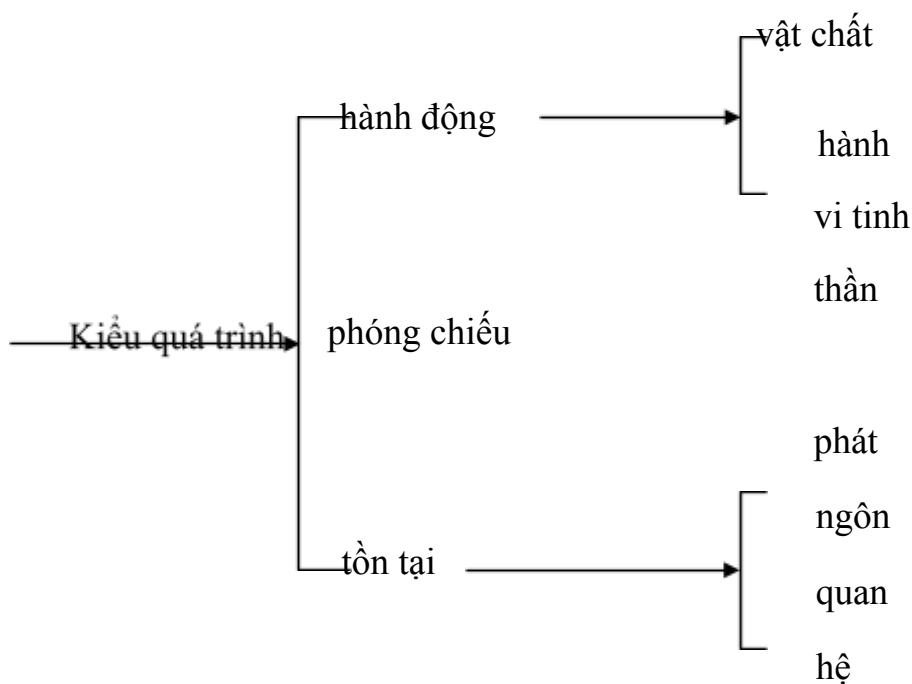 vật chất
hành động
hành
vi tinh
thần
Kiểu quá trình
phóng chiếu
phát
ngôn
tồn tại
quan
hệ